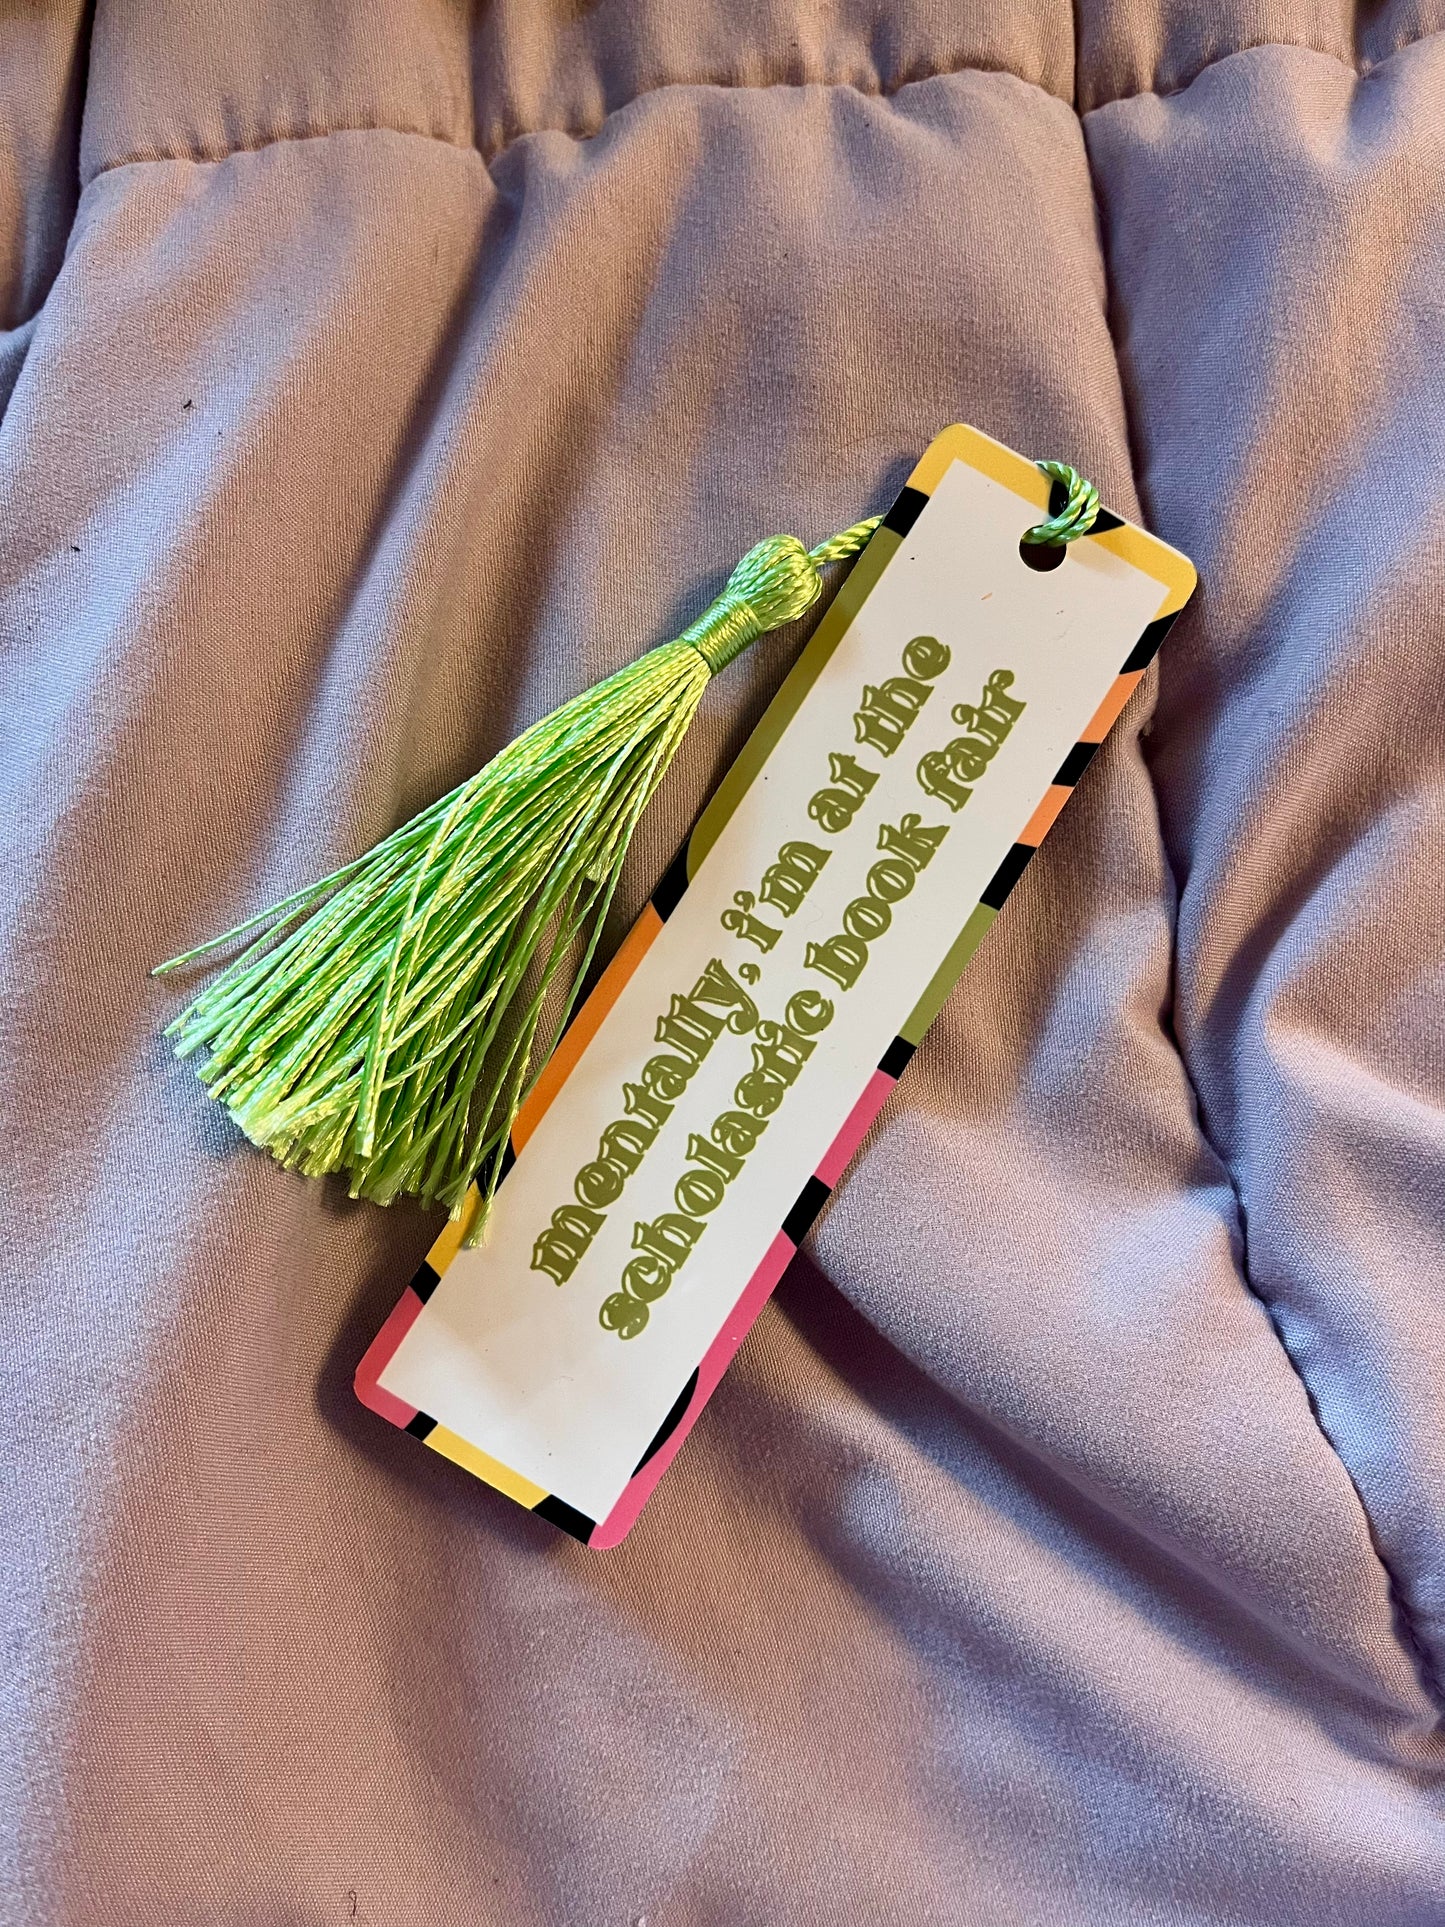 mentally, i'm at the
scholastic book fair